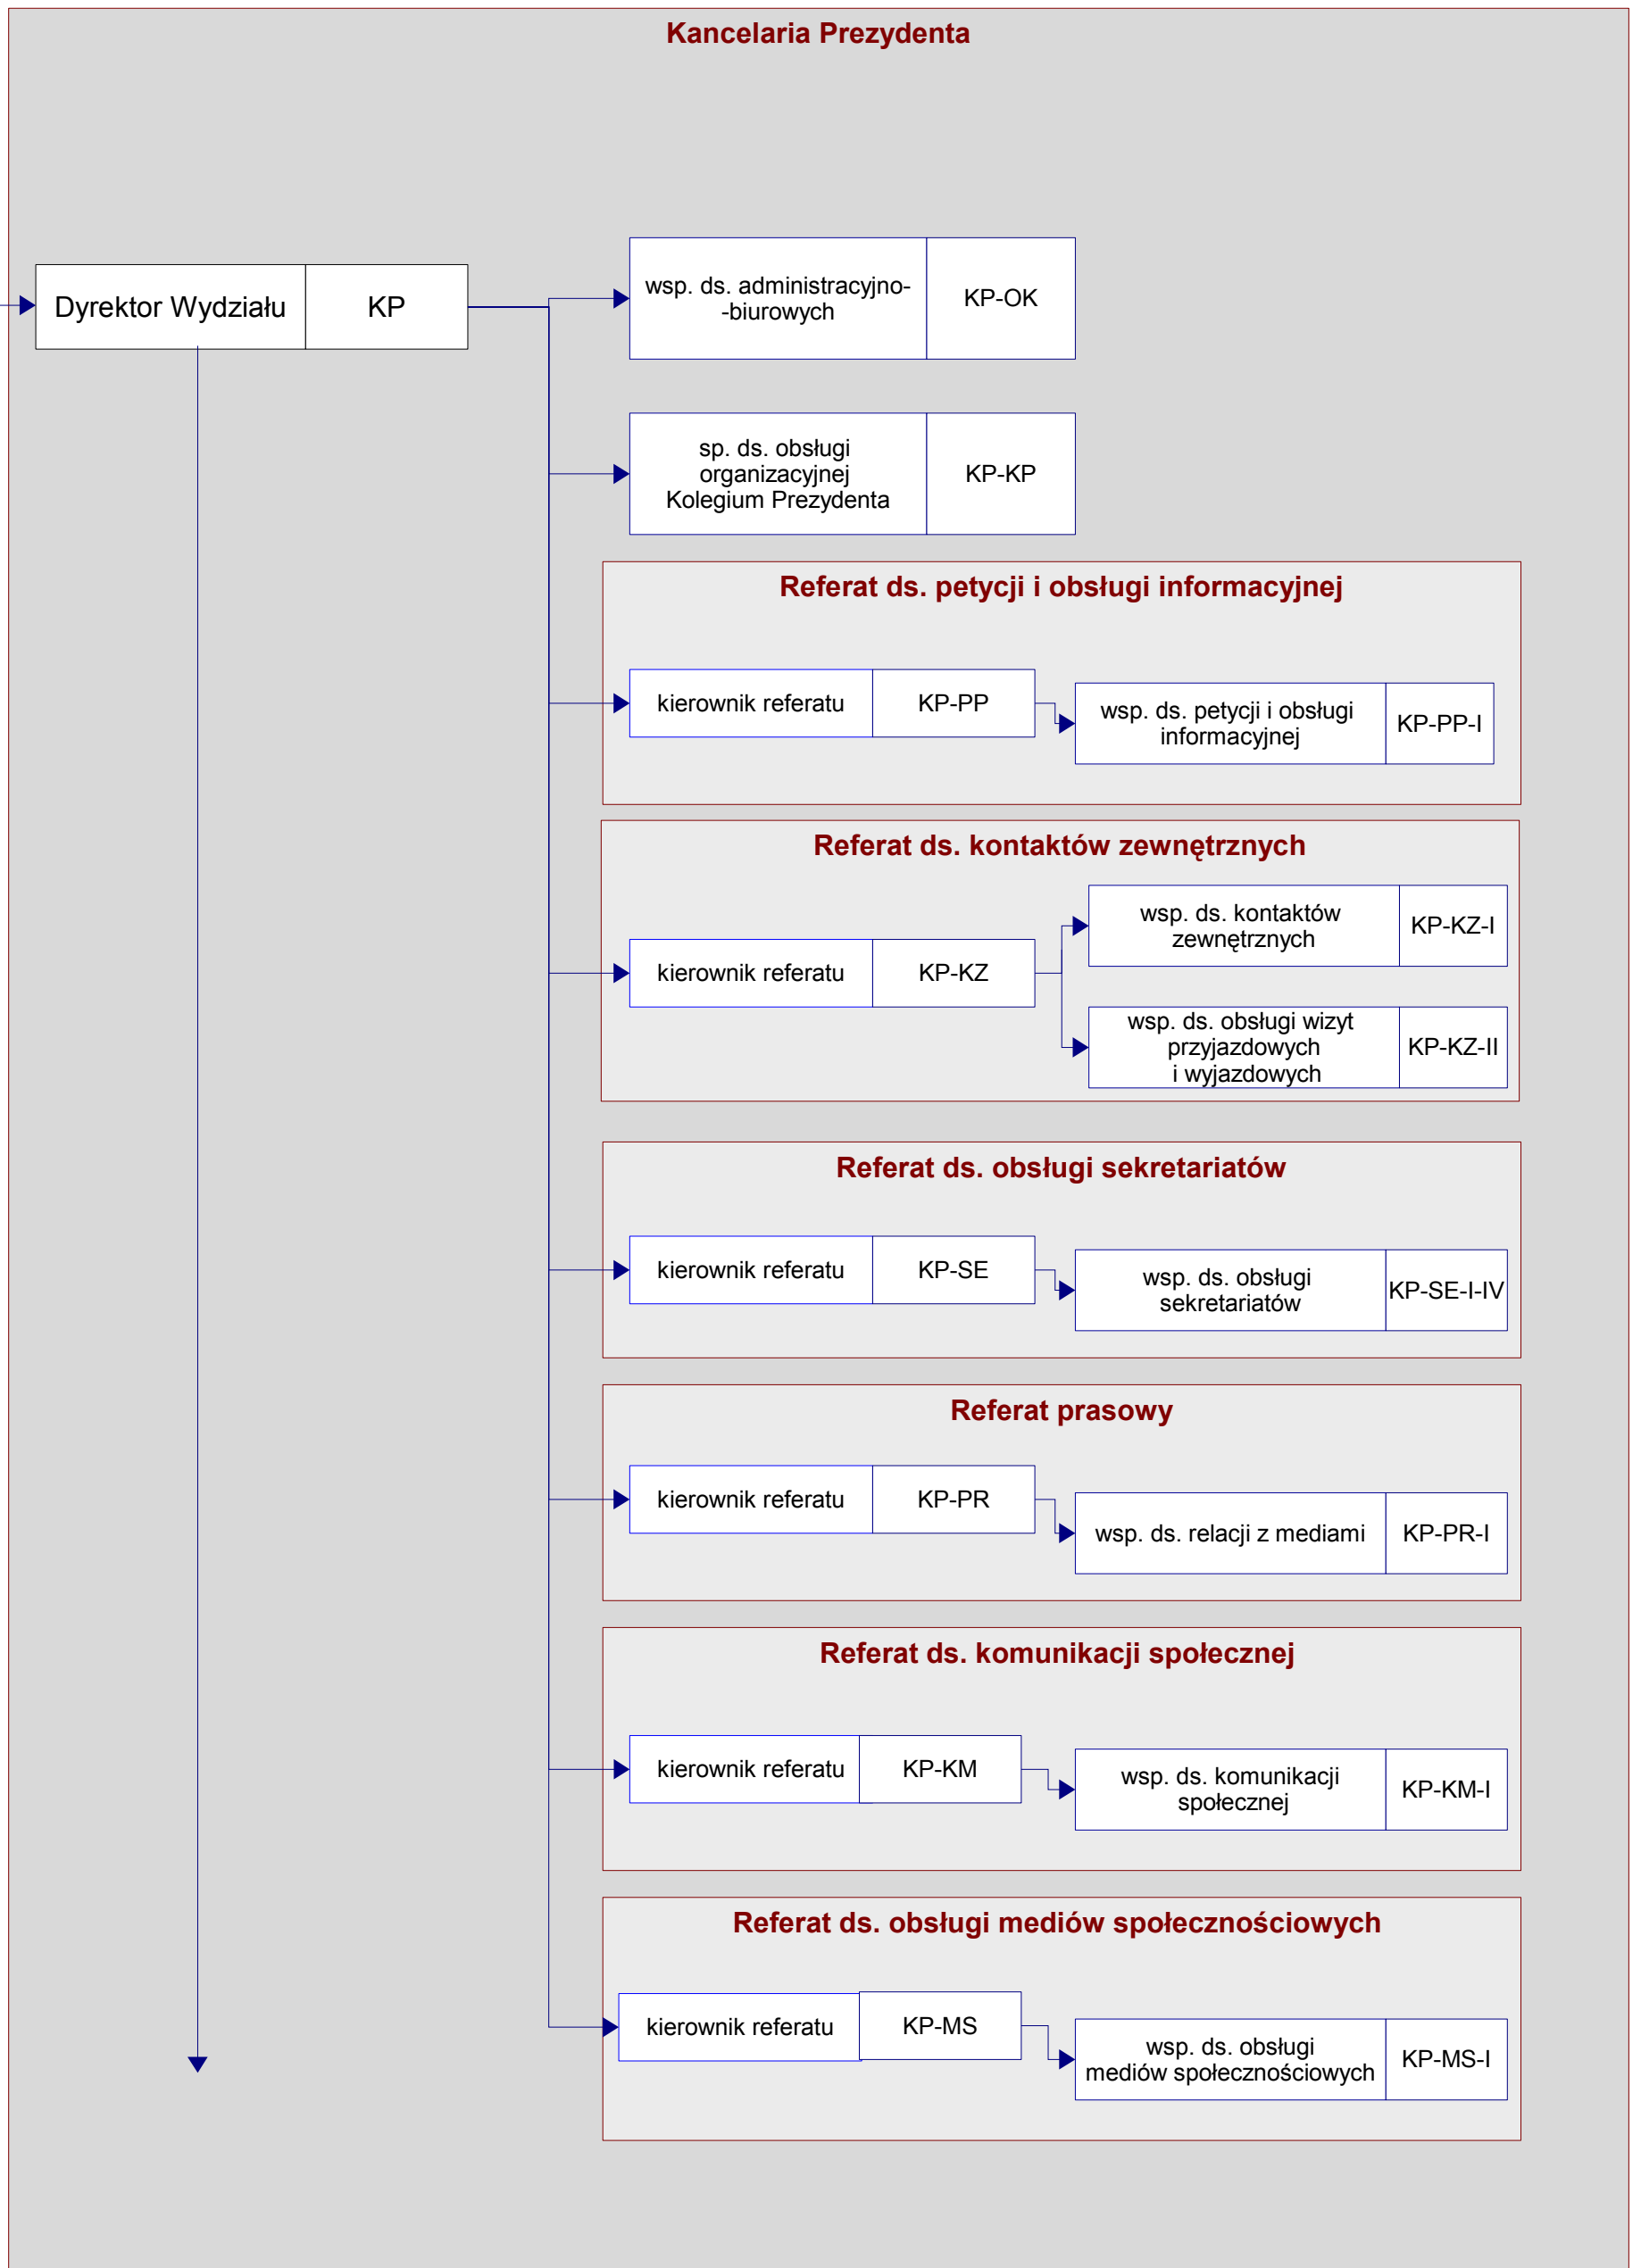 Kancelaria Prezydenta
Dyrektor Wydziału
KP
wsp. ds. administracyjno-
-biurowych
KP-OK
sp. ds. obsługi
organizacyjnej
Kolegium Prezydenta
KP-KP
Referat ds. petycji i obsługi informacyjnej
kierownik referatu
KP-PP
wsp. ds. petycji i obsługi
informacyjnej
KP-PP-I
Referat ds. kontaktów zewnętrznych
kierownik referatu
KP-KZ
wsp. ds. kontaktów
zewnętrznych
KP-KZ-I
wsp. ds. obsługi wizyt
przyjazdowych
i wyjazdowych
KP-KZ-II
Referat ds. obsługi sekretariatów
kierownik referatu
KP-SE
wsp. ds. obsługi
sekretariatów
KP-SE-I-IV
Referat prasowy
kierownik referatu
KP-PR
wsp. ds. relacji z mediami
KP-PR-I
Referat ds. komunikacji społecznej
kierownik referatu
KP-KM
wsp. ds. komunikacji
społecznej
KP-KM-I
Referat ds. obsługi mediów społecznościowych
kierownik referatu
KP-MS
wsp. ds. obsługi
mediów społecznościowych
KP-MS-I